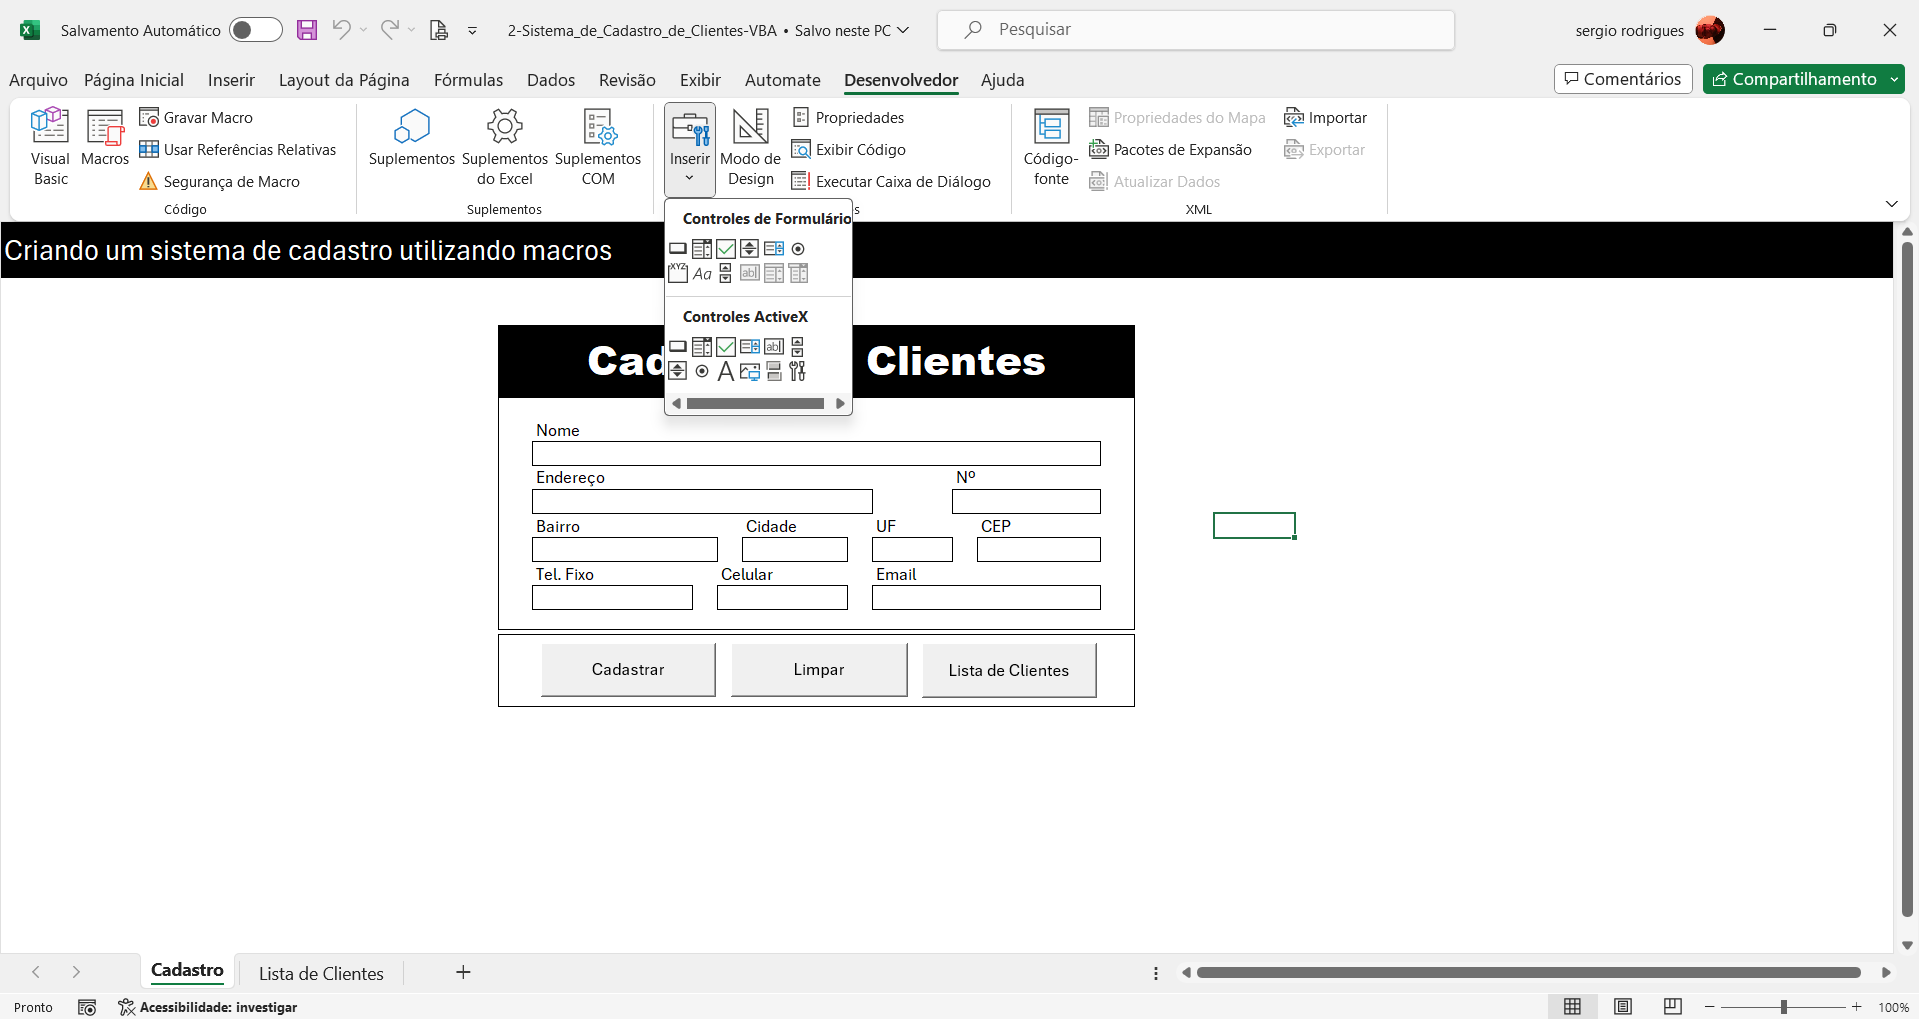 Salvamento Automático
2-Sistema_de_Cadastro_de_Clientes-VBA • Salvo neste PC
Pesquisar
sergio rodrigues
Arquivo Página Inicial Inserir Layout da Página Fórmulas Dados Revisão Exibir Automate Desenvolvedor Ajuda
Comentários
Compartilhamento
Visual
Basic
Macros
Gravar Macro
Usar Referências Relativas
Segurança de Macro
Código
Suplementos
Suplementos
do Excel
Suplementos
COM
Suplementos
Inserir
Modo de
Design
Propriedades
Exibir Código
Executar Caixa de Diálogo
s
Código-
fonte
Propriedades do Mapa
Pacotes de Expansão
Atualizar Dados
Importar
Exportar
XML
Controles de Formulário
XYZ
Aa
ab|
Controles ActiveX
ab|
A
Criando um sistema de cadastro utilizando macros
Cad Clientes
Nome
Endereço Nº
Bairro Cidade UF CEP
Tel. Fixo Celular Email
Cadastrar Limpar Lista de Clientes
Cadastro Lista de Clientes
Pronto
Acessibilidade: investigar
100%